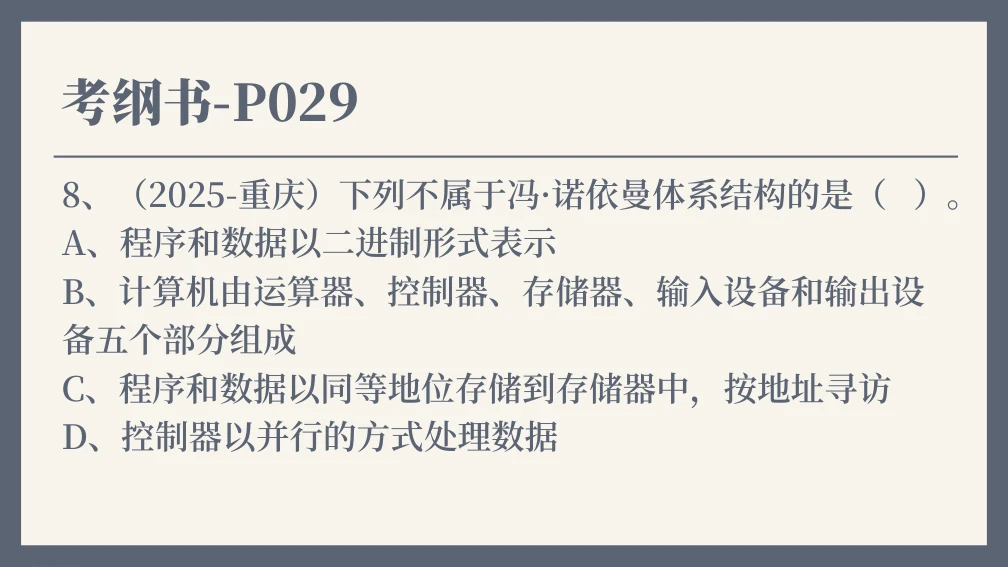 考纲书-P029
8、（2025-重庆）下列不属于冯·诺依曼体系结构的是（  ）。
A、程序和数据以二进制形式表示
B、计算机由运算器、控制器、存储器、输入设备和输出设
备五个部分组成
C、程序和数据以同等地位存储到存储器中，按地址寻访
D、控制器以并行的方式处理数据